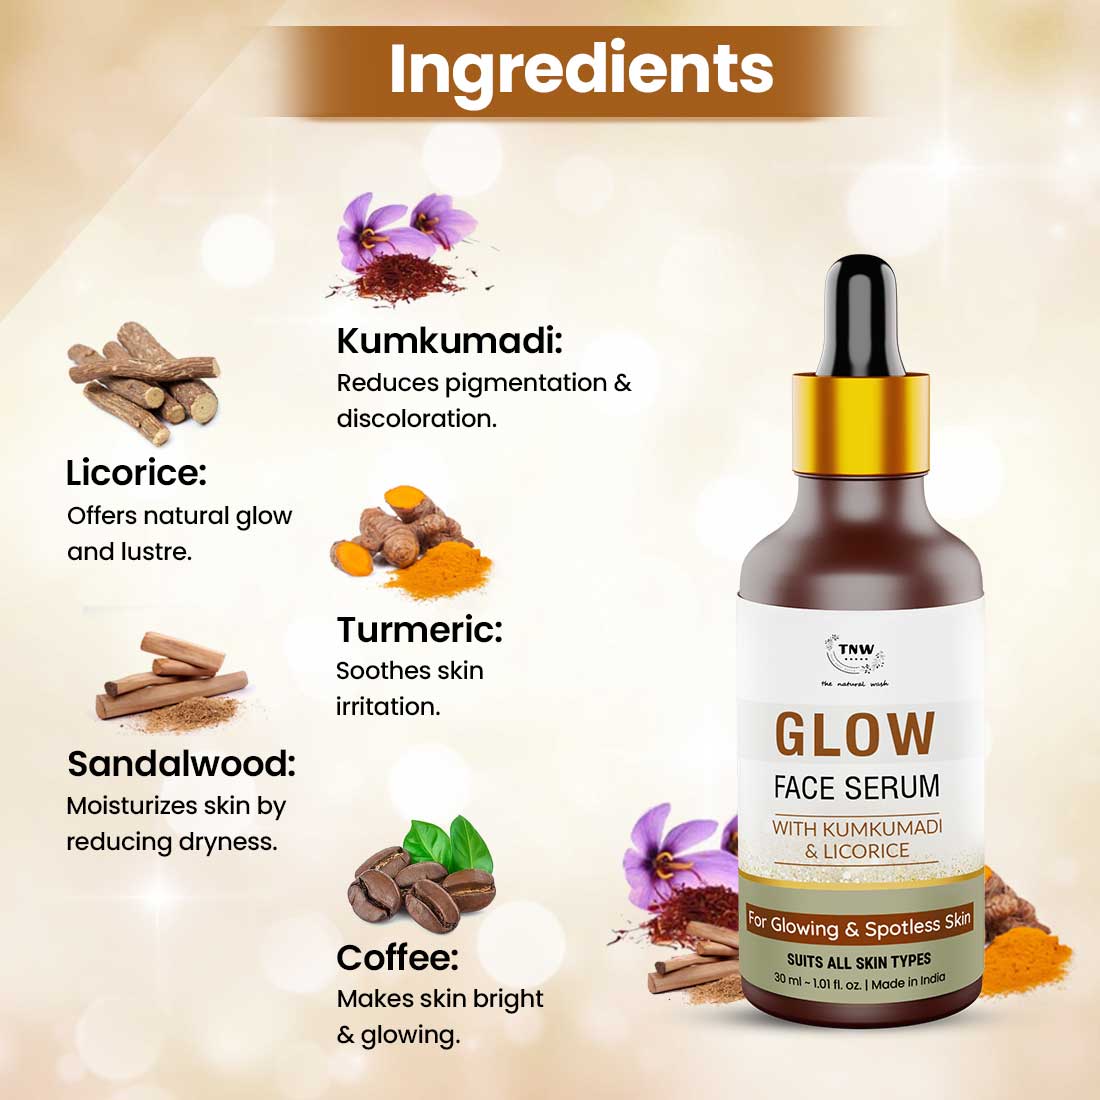 Ingredients
Kumkumadi:
Reduces pigmentation &
discoloration.
Licorice:
Offers natural glow
and lustre.
Turmeric:
Soothes skin
irritation.
Sandalwood:
Moisturizes skin by
reducing dryness.
Coffee:
Makes skin bright
& glowing.
TNW
the natural wash
GLOW
FACE SERUM
WITH KUMKUMADI
& LICORICE
For Glowing & Spotless Skin
SUITS ALL SKIN TYPES
30 ml ~ 1.01 fl. oz. | Made in India